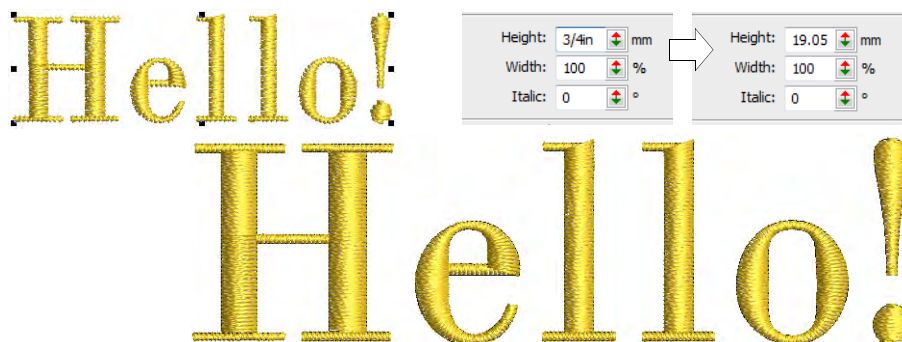 Hello!
Height: 3/4in mm
Width: 100 %
Italic: 0 °
Height: 19.05 mm
Width: 100 %
Italic: 0 °
Hello!